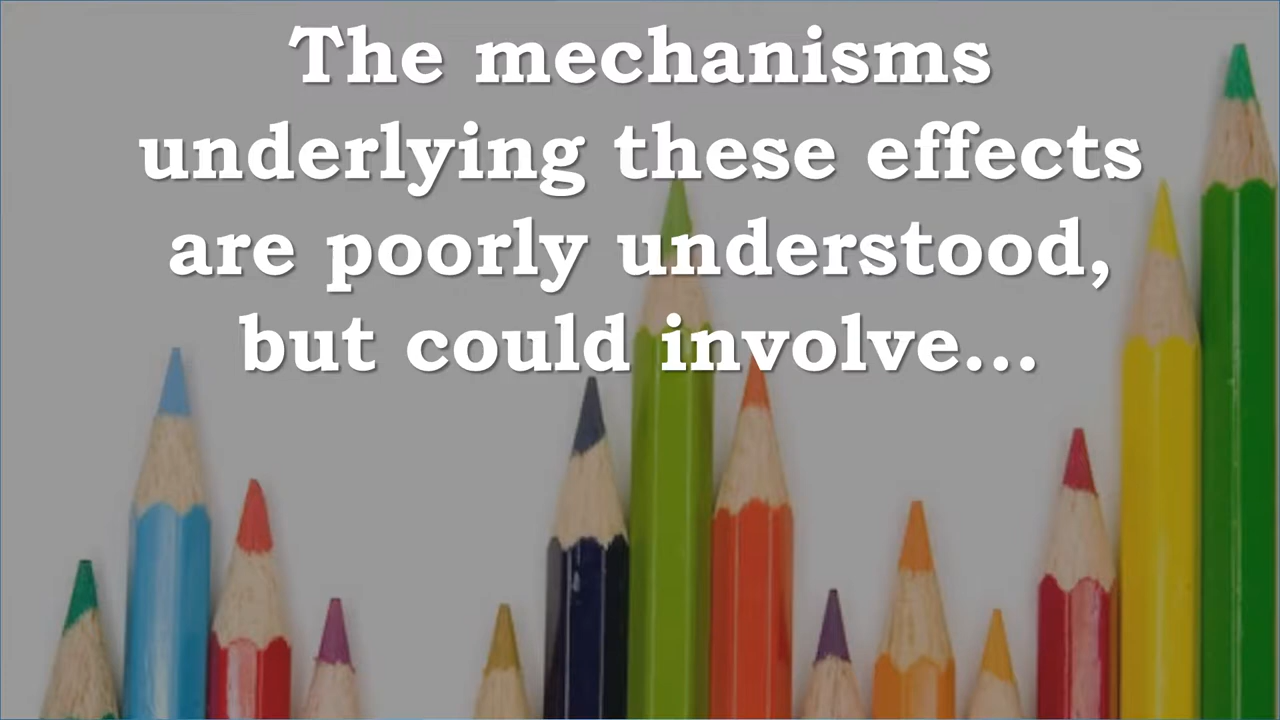 The mechanisms
underlying these effects
are poorly understood,
but could involve...